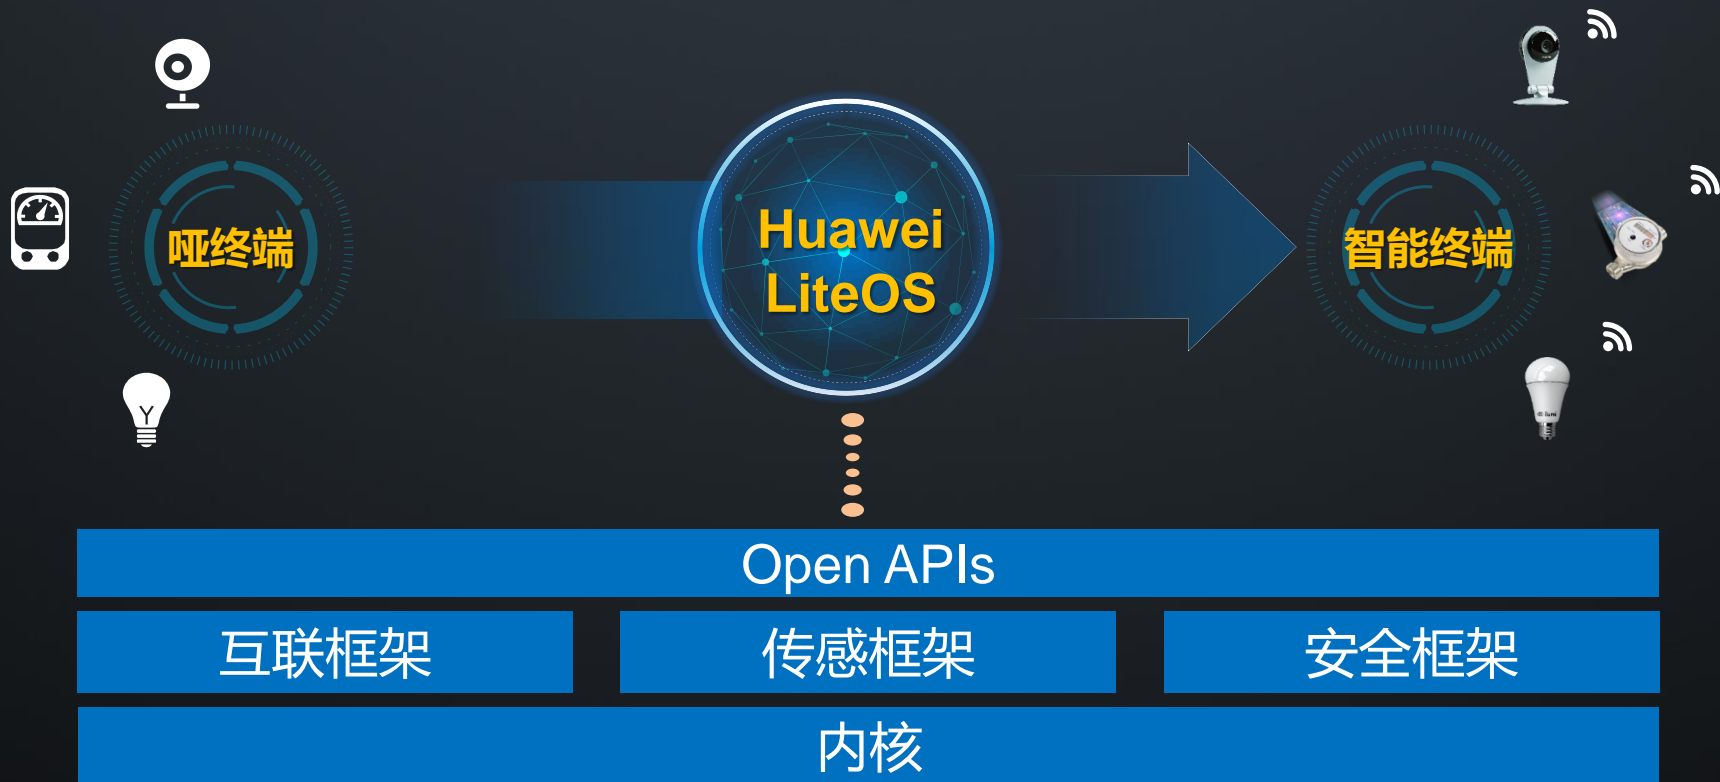 哑终端
Huawei
LiteOS
智能终端
Open APIs
互联框架
传感框架
安全框架
内核